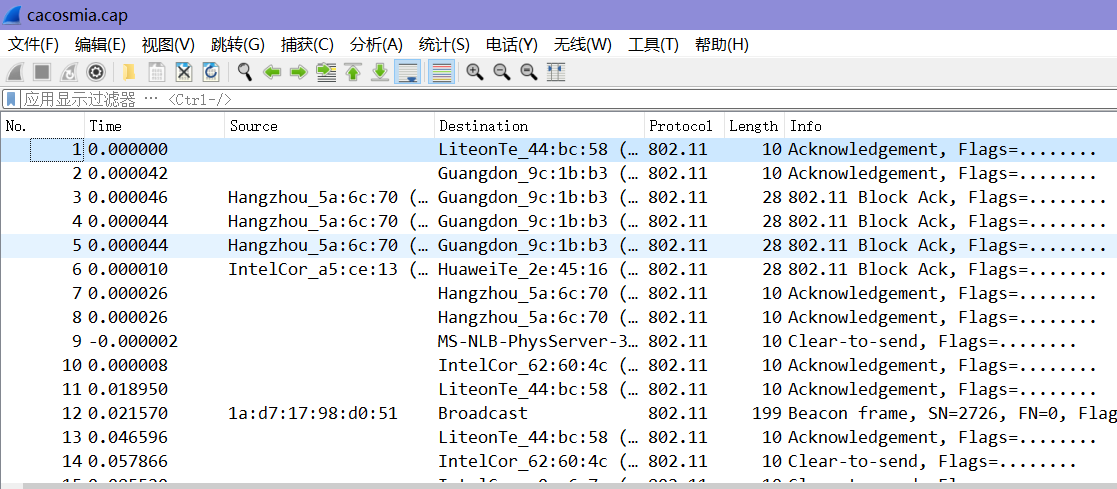 cacosmia.cap
文件(F) 编辑(E) 视图(V) 跳转(G) 捕获(C) 分析(A) 统计(S) 电话(Y) 无线(W) 工具(T) 帮助(H)
应用显示过滤器 … <Ctrl-/>
No. Time Source Destination Protocol Length Info
1 0.000000 LiteonTe_44:bc:58 (… 802.11 10 Acknowledgement, Flags=........
2 0.000042 Guangdon_9c:1b:b3 (… 802.11 10 Acknowledgement, Flags=........
3 0.000046 Hangzhou_5a:6c:70 (… Guangdon_9c:1b:b3 (… 802.11 28 802.11 Block Ack, Flags=........
4 0.000044 Hangzhou_5a:6c:70 (… Guangdon_9c:1b:b3 (… 802.11 28 802.11 Block Ack, Flags=........
5 0.000044 Hangzhou_5a:6c:70 (… Guangdon_9c:1b:b3 (… 802.11 28 802.11 Block Ack, Flags=........
6 0.000010 IntelCor_a5:ce:13 (… HuaweiTe_2e:45:16 (… 802.11 28 802.11 Block Ack, Flags=........
7 0.000026 Hangzhou_5a:6c:70 (… 802.11 10 Acknowledgement, Flags=........
8 0.000026 Hangzhou_5a:6c:70 (… 802.11 10 Acknowledgement, Flags=........
9 -0.000002 MS-NLB-PhysServer-3… 802.11 10 Clear-to-send, Flags=........
10 0.000008 IntelCor_62:60:4c (… 802.11 10 Acknowledgement, Flags=........
11 0.018950 LiteonTe_44:bc:58 (… 802.11 10 Acknowledgement, Flags=........
12 0.021570 1a:d7:17:98:d0:51 Broadcast 802.11 199 Beacon frame, SN=2726, FN=0, Flag
13 0.046596 LiteonTe_44:bc:58 (… 802.11 10 Acknowledgement, Flags=........
14 0.057866 IntelCor_62:60:4c (… 802.11 10 Clear-to-send, Flags=........